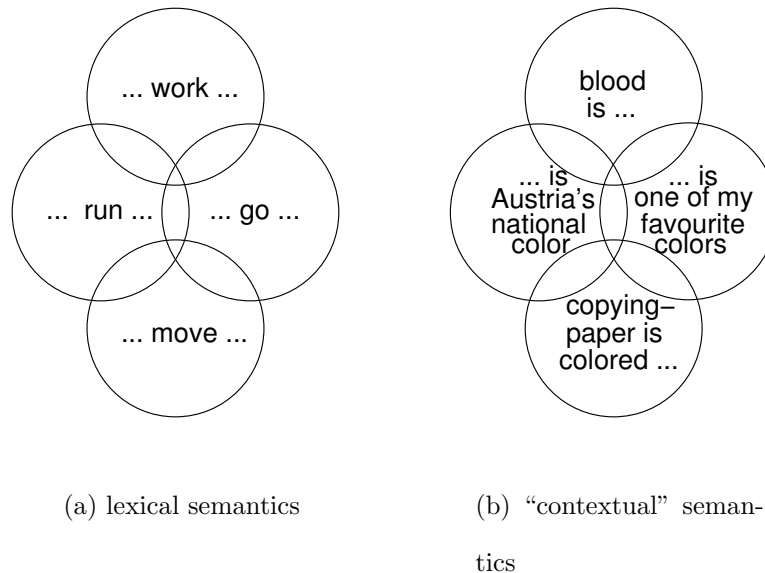 ... work ...
... run ...
... go ...
... move ...
(a) lexical semantics
blood
is ...
... is
Austria's
national
color
... is
one of my
favourite
colors
copying–
paper is
colored ...
(b) “contextual” seman-
tics